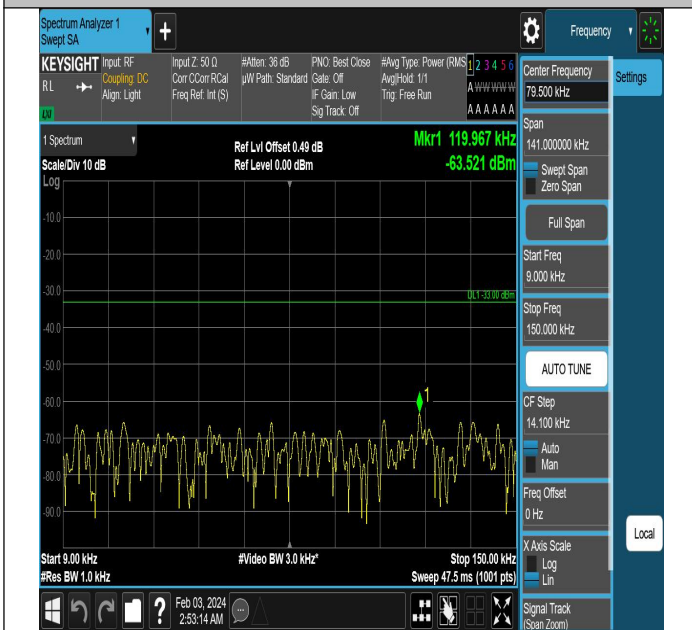 Spectrum Analyzer 1
Swept SA
+
Frequency
KEYSIGHT
RL
LXI
Input: RF
Coupling: DC
Align: Light
Input Z: 50 Ω
Corr CCorr RCal
Freq Ref: Int (S)
#Atten: 36 dB
µW Path: Standard
PNO: Best Close
Gate: Off
IF Gain: Low
Sig Track: Off
#Avg Type: Power (RMS
Avg|Hold: 1/1
Trig: Free Run
1 2 3 4 5 6
A W W W W W
A A A A A A
Center Frequency
79.500 kHz
Settings
Span
141.000000 kHz
Swept Span
Zero Span
Full Span
Start Freq
9.000 kHz
Stop Freq
150.000 kHz
AUTO TUNE
CF Step
14.100 kHz
Auto
Man
Freq Offset
0 Hz
X Axis Scale
Log
Lin
Signal Track
(Span Zoom)
Local
1 Spectrum
Scale/Div 10 dB
Log
Ref Lvl Offset 0.49 dB
Ref Level 0.00 dBm
Mkr1 119.967 kHz
-63.521 dBm
-10.0
-20.0
-30.0
DL1 -33.00 dBm
-40.0
-50.0
-60.0
1
-70.0
-80.0
-90.0
Start 9.00 kHz
#Video BW 3.0 kHz*
Stop 150.00 kHz
#Res BW 1.0 kHz
Sweep 47.5 ms (1001 pts)
?
Feb 03, 2024
2:53:14 AM